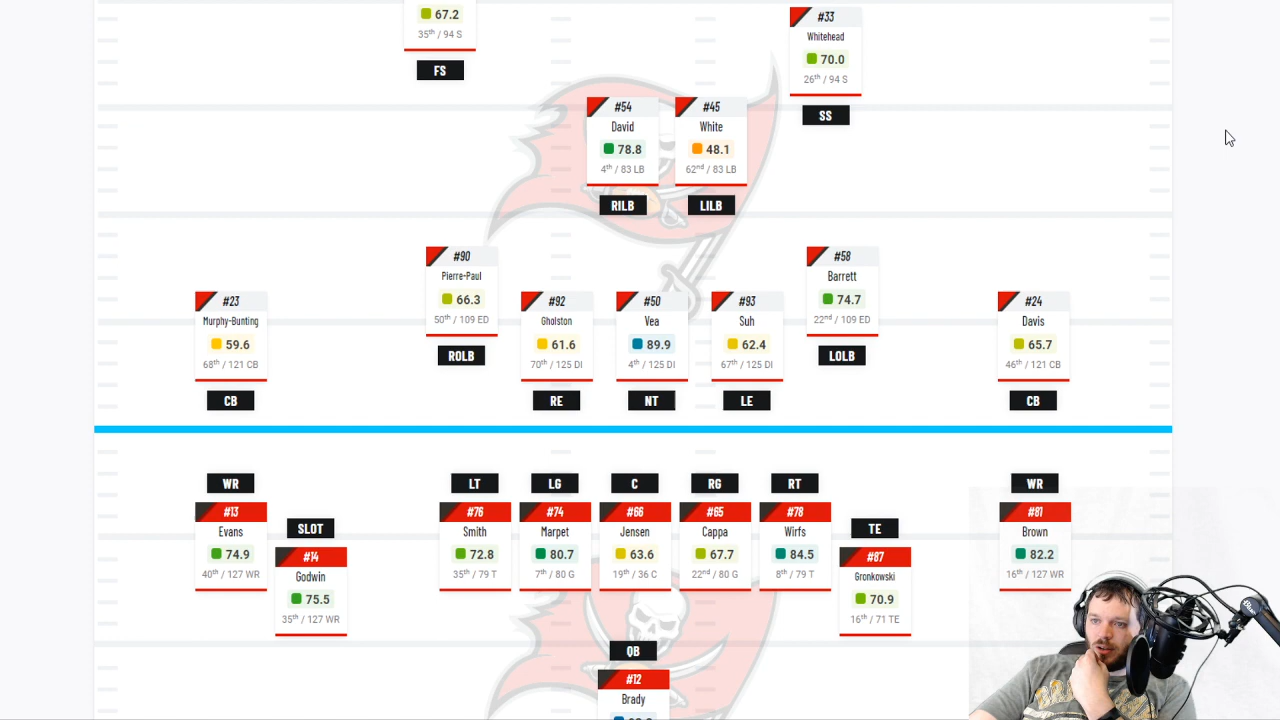 67.2
35th / 94 S
FS
#33
Whitehead
70.0
26th / 94 S
SS
#54
David
78.8
4th / 83 LB
RILB
#45
White
48.1
62nd / 83 LB
LILB
#90
Pierre-Paul
66.3
50th / 109 ED
ROLB
#58
Barrett
74.7
22nd / 109 ED
LOLB
#23
Murphy-Bunting
59.6
68th / 121 CB
CB
#92
Gholston
61.6
70th / 125 DI
RE
#50
Vea
89.9
4th / 125 DI
NT
#93
Suh
62.4
67th / 125 DI
LE
#24
Davis
65.7
46th / 121 CB
CB
WR
#13
Evans
74.9
40th / 127 WR
SLOT
#14
Godwin
75.5
35th / 127 WR
LT
#76
Smith
72.8
35th / 79 T
LG
#74
Marpet
80.7
7th / 80 G
C
#66
Jensen
63.6
19th / 36 C
RG
#65
Cappa
67.7
22nd / 80 G
RT
#78
Wirfs
84.5
8th / 79 T
TE
#87
Gronkowski
70.9
16th / 71 TE
WR
#81
Brown
82.2
16th / 127 WR
QB
#12
Brady